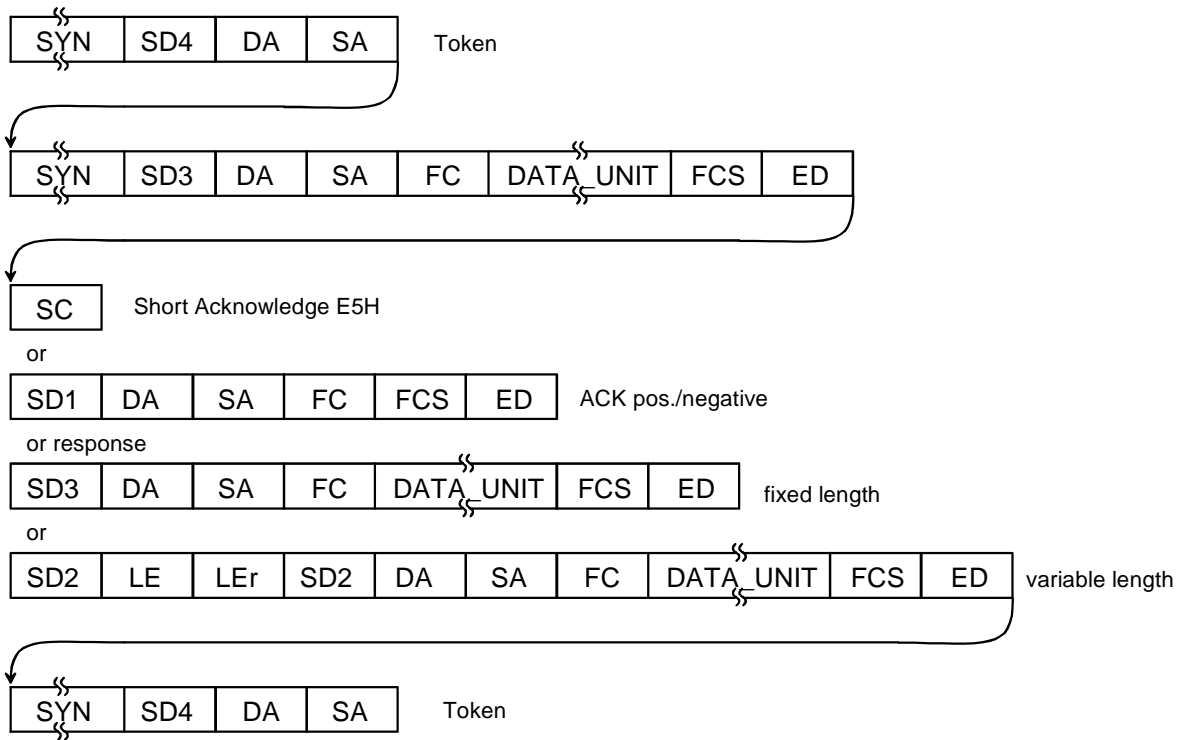 SYN SD4 DA SA Token
SYN SD3 DA SA FC DATA_UNIT FCS ED
SC Short Acknowledge E5H
or
SD1 DA SA FC FCS ED ACK pos./negative
or response
SD3 DA SA FC DATA_UNIT FCS ED fixed length
or
SD2 LE LEr SD2 DA SA FC DATA_UNIT FCS ED variable length
SYN SD4 DA SA Token